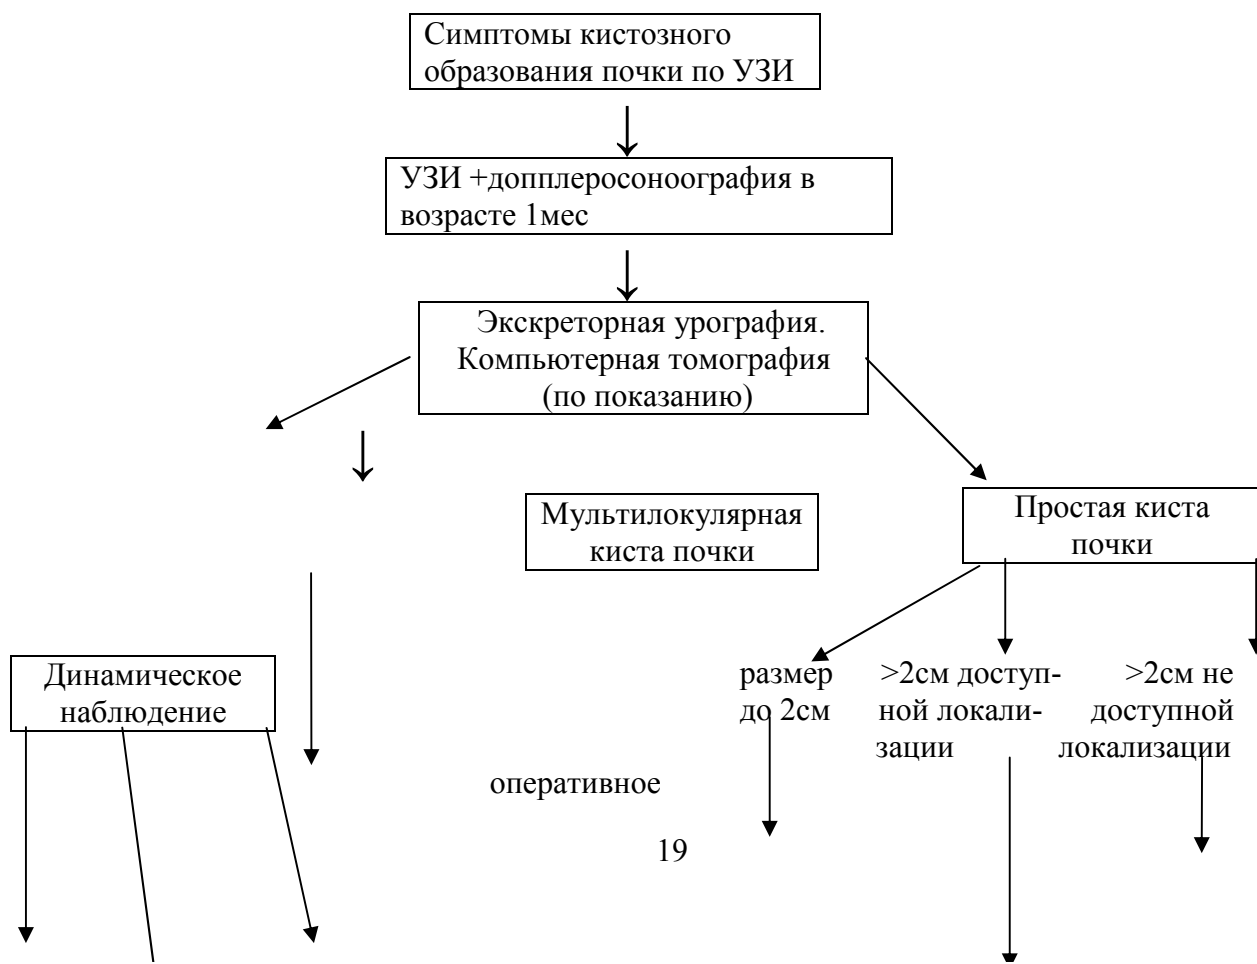 Симптомы кистозного
образования почки по УЗИ
УЗИ +допплеросоноография в
возрасте 1мес
Экскреторная урография.
Компьютерная томография
(по показанию)
Мультилокулярная
киста почки
Простая киста
почки
Динамическое
наблюдение
размер
до 2см
>2см доступ-
ной локали-
зации
>2см не
доступной
локализации
оперативное
19